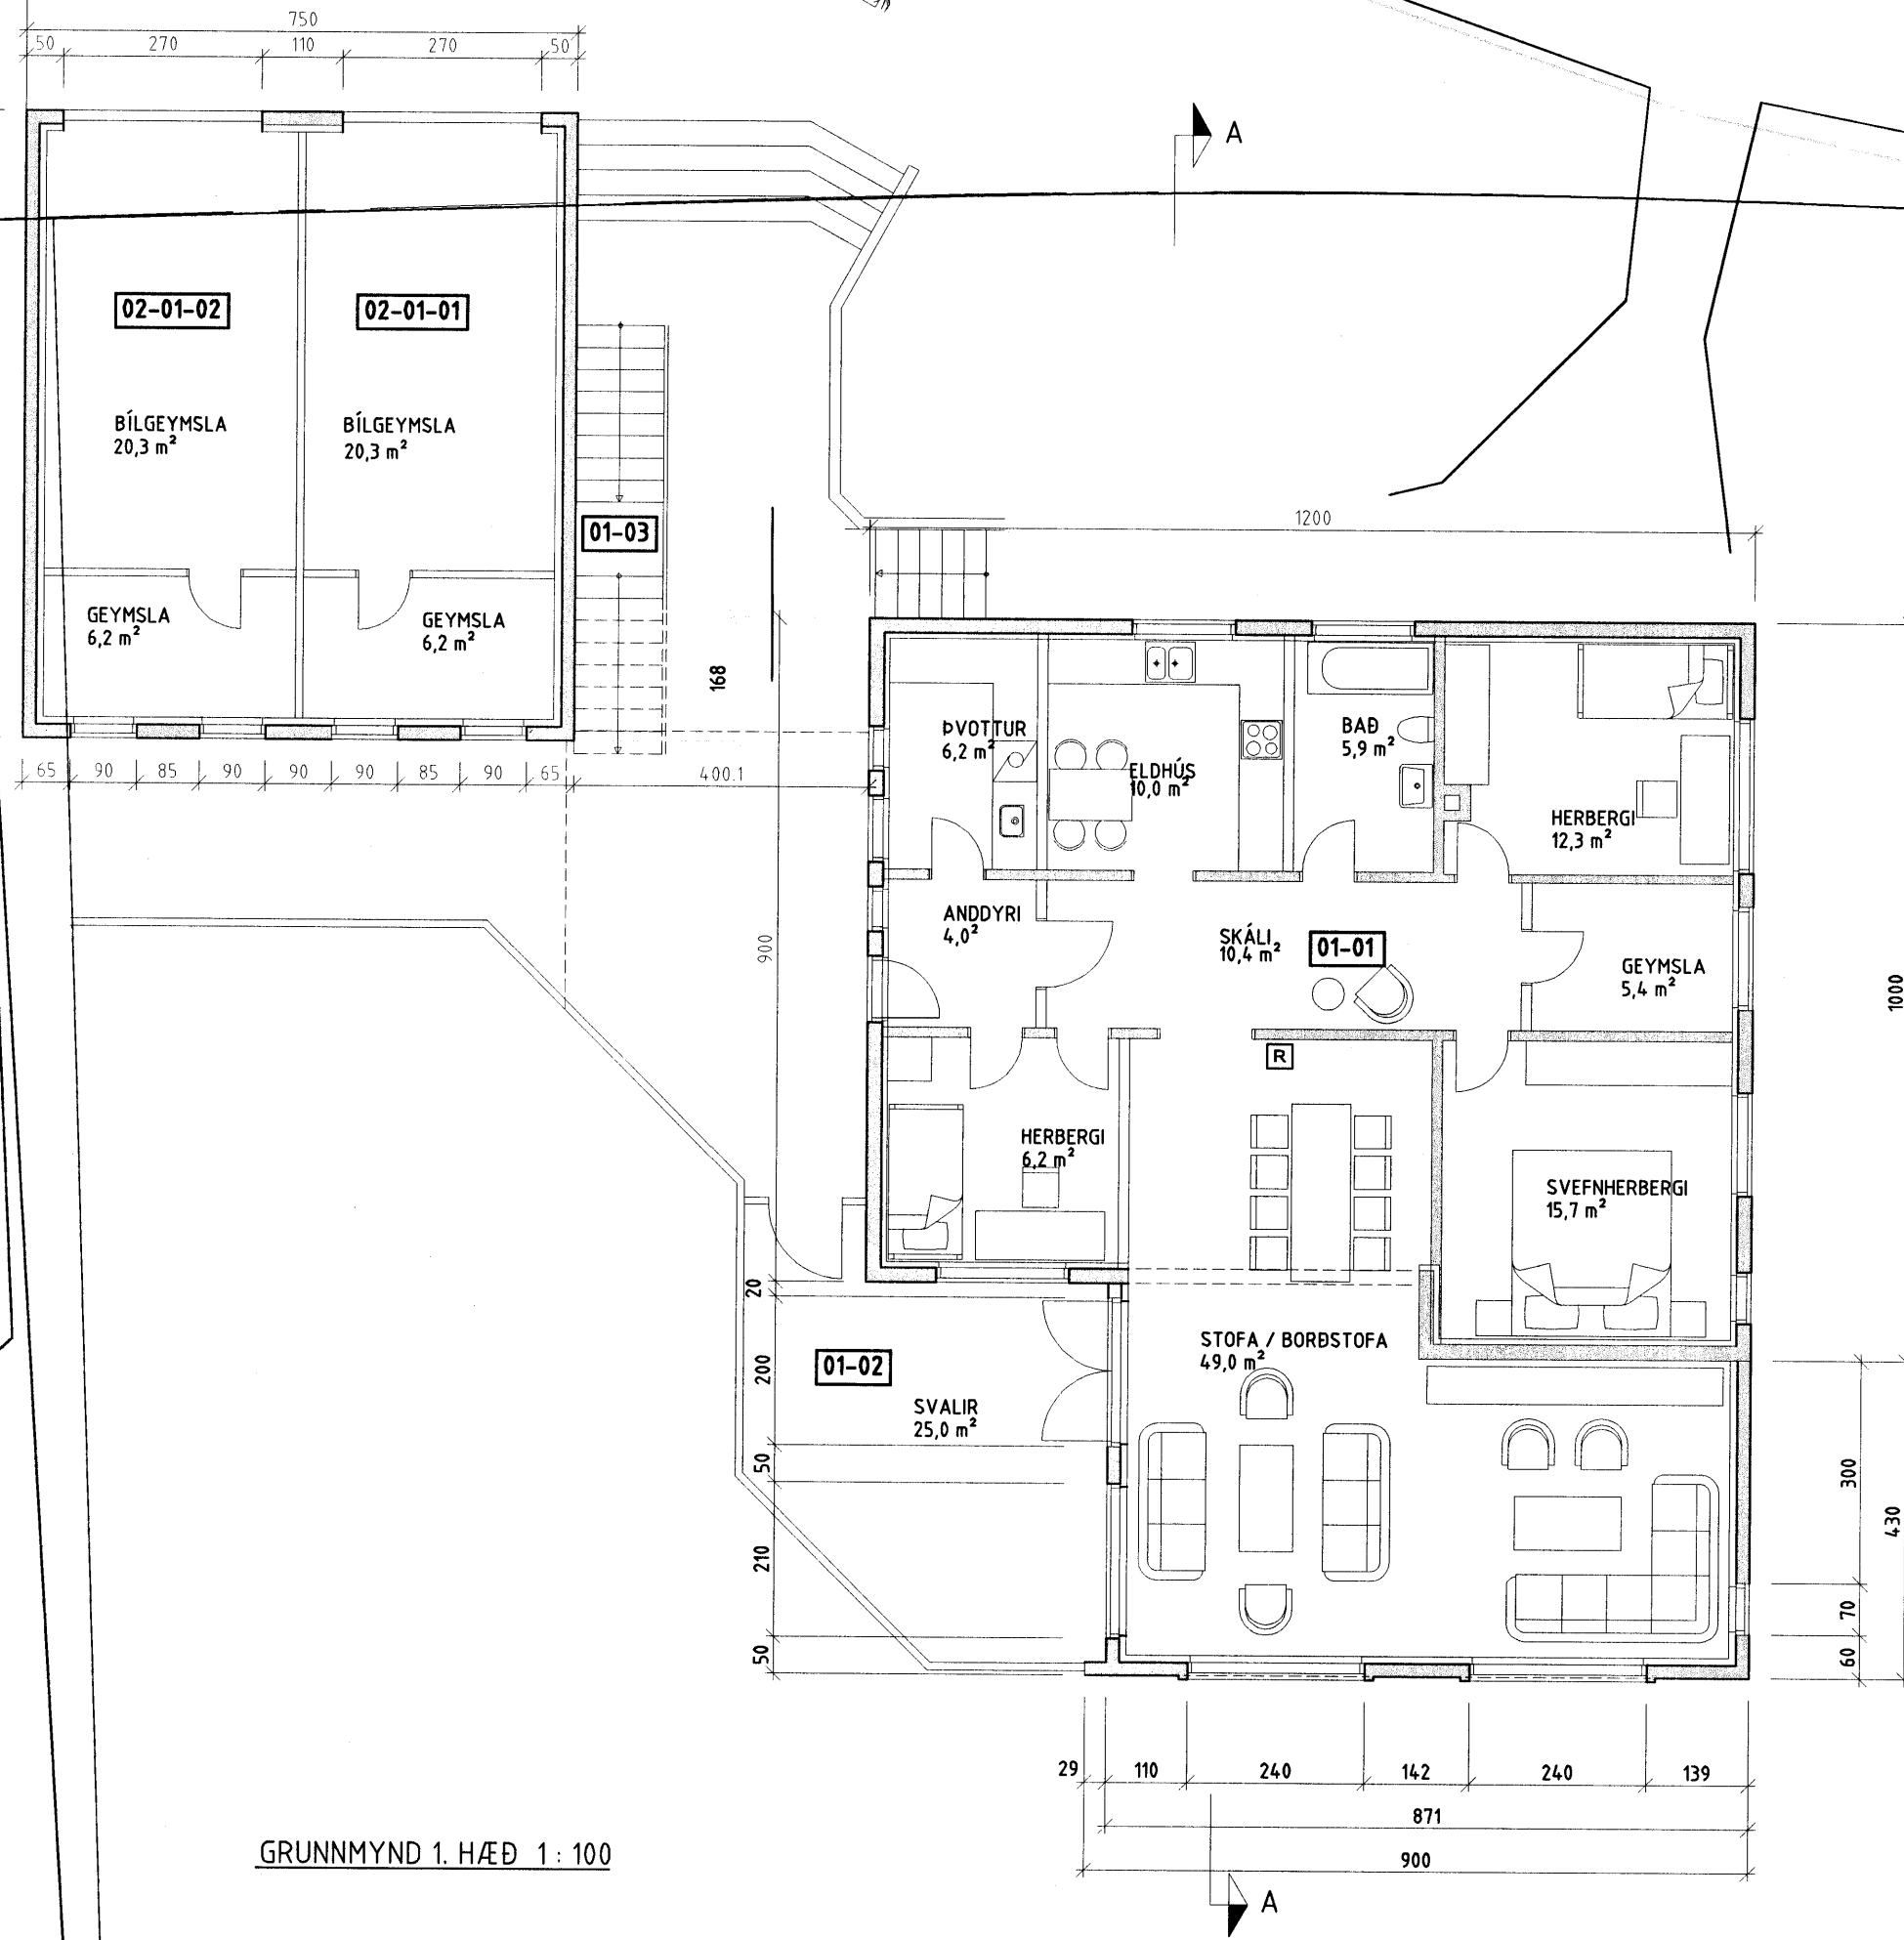 750
50 270 110 270 50
A
02-01-02
02-01-01
BÍLGEYMSLA
20,3 m²
BÍLGEYMSLA
20,3 m²
01-03
1200
GEYMSLA
6,2 m²
GEYMSLA
6,2 m²
168
65 90 85 90 90 90 85 90 65 400.1
ÞVOTTUR
6,2 m²
ELDHÚS
10,0 m²
BAÐ
5,9 m²
HERBERGI
12,3 m²
ANDDYRI
4,0²
SKÁLI
10,4 m²
01-01
GEYMSLA
5,4 m²
900
1000
R
HERBERGI
6,2 m²
SVEFNHERBERGI
15,7 m²
20
200
50
210
50
01-02
SVALIR
25,0 m²
STOFA / BORÐSTOFA
49,0 m²
300
430
70
60
29 110 240 142 240 139
871
900
GRUNNMYND 1. HÆÐ 1 : 100
A